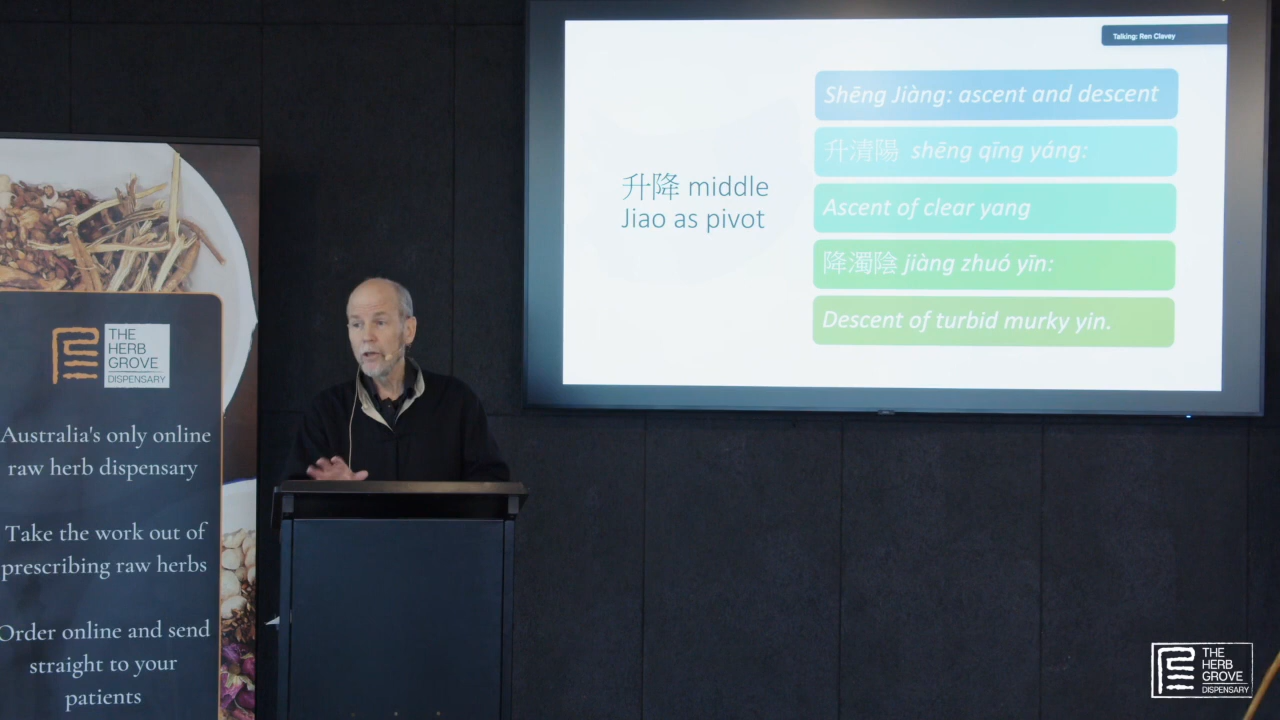 Talking: Ren Clavey
升降 middle
Jiao as pivot
Shēng Jiàng: ascent and descent
升清陽 shēng qīng yáng:
Ascent of clear yang
降濁陰 jiàng zhuó yīn:
Descent of turbid murky yin.
THE
HERB
GROVE
DISPENSARY
Australia's only online
raw herb dispensary
Take the work out of
prescribing raw herbs
Order online and send
straight to your
patients
THE
HERB
GROVE
DISPENSARY